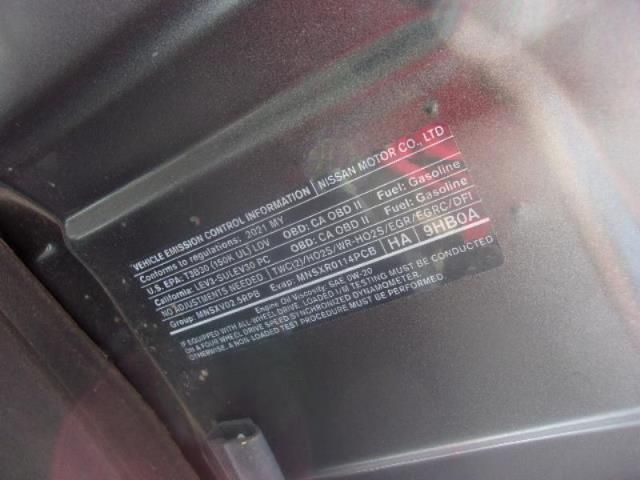 VEHICLE EMISSION CONTROL INFORMATION | NISSAN MOTOR CO., LTD
Conforms to regulations: 2021 MY
U.S. EPA: T3B30 (150K UL) LDV OBD: CA OBD II Fuel: Gasoline
California: LEV3-SULEV30 PC OBD: CA OBD II Fuel: Gasoline
NO ADJUSTMENTS NEEDED TWC(2)/HO2S/WR-HO2S/EGR/EGRC/DFI
Group: MNSXV02.5RPB Evap: MNSXR0114PCB HA 9HB0A
Engine Oil Viscosity: SAE 0W-20
IF EQUIPPED WITH ALL-WHEEL DRIVE, LOADED I/M TESTING MUST BE CONDUCTED
ON A FOUR WHEEL DRIVE SPEED SYNCHRONIZED DYNAMOMETER.
OTHERWISE, A NON-LOADED TEST PROCEDURE MUST BE PERFORMED.